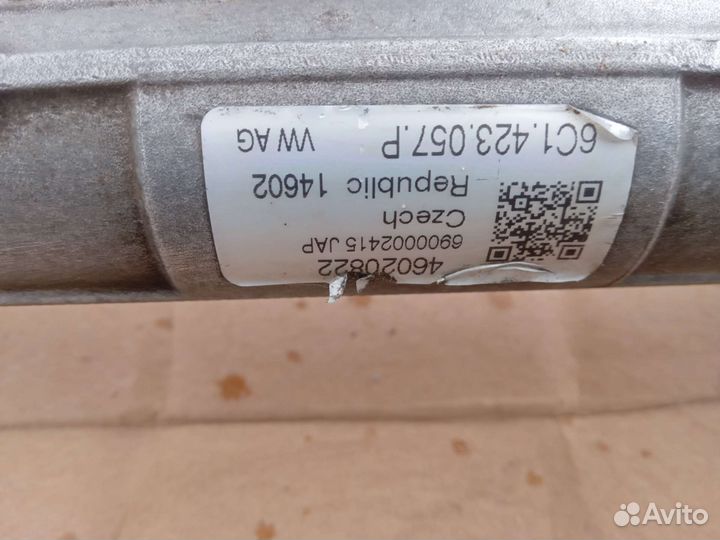 46020822
6900002415 JAP
Czech
Republic 14602
6C1.423.057.P VW AG
Avito